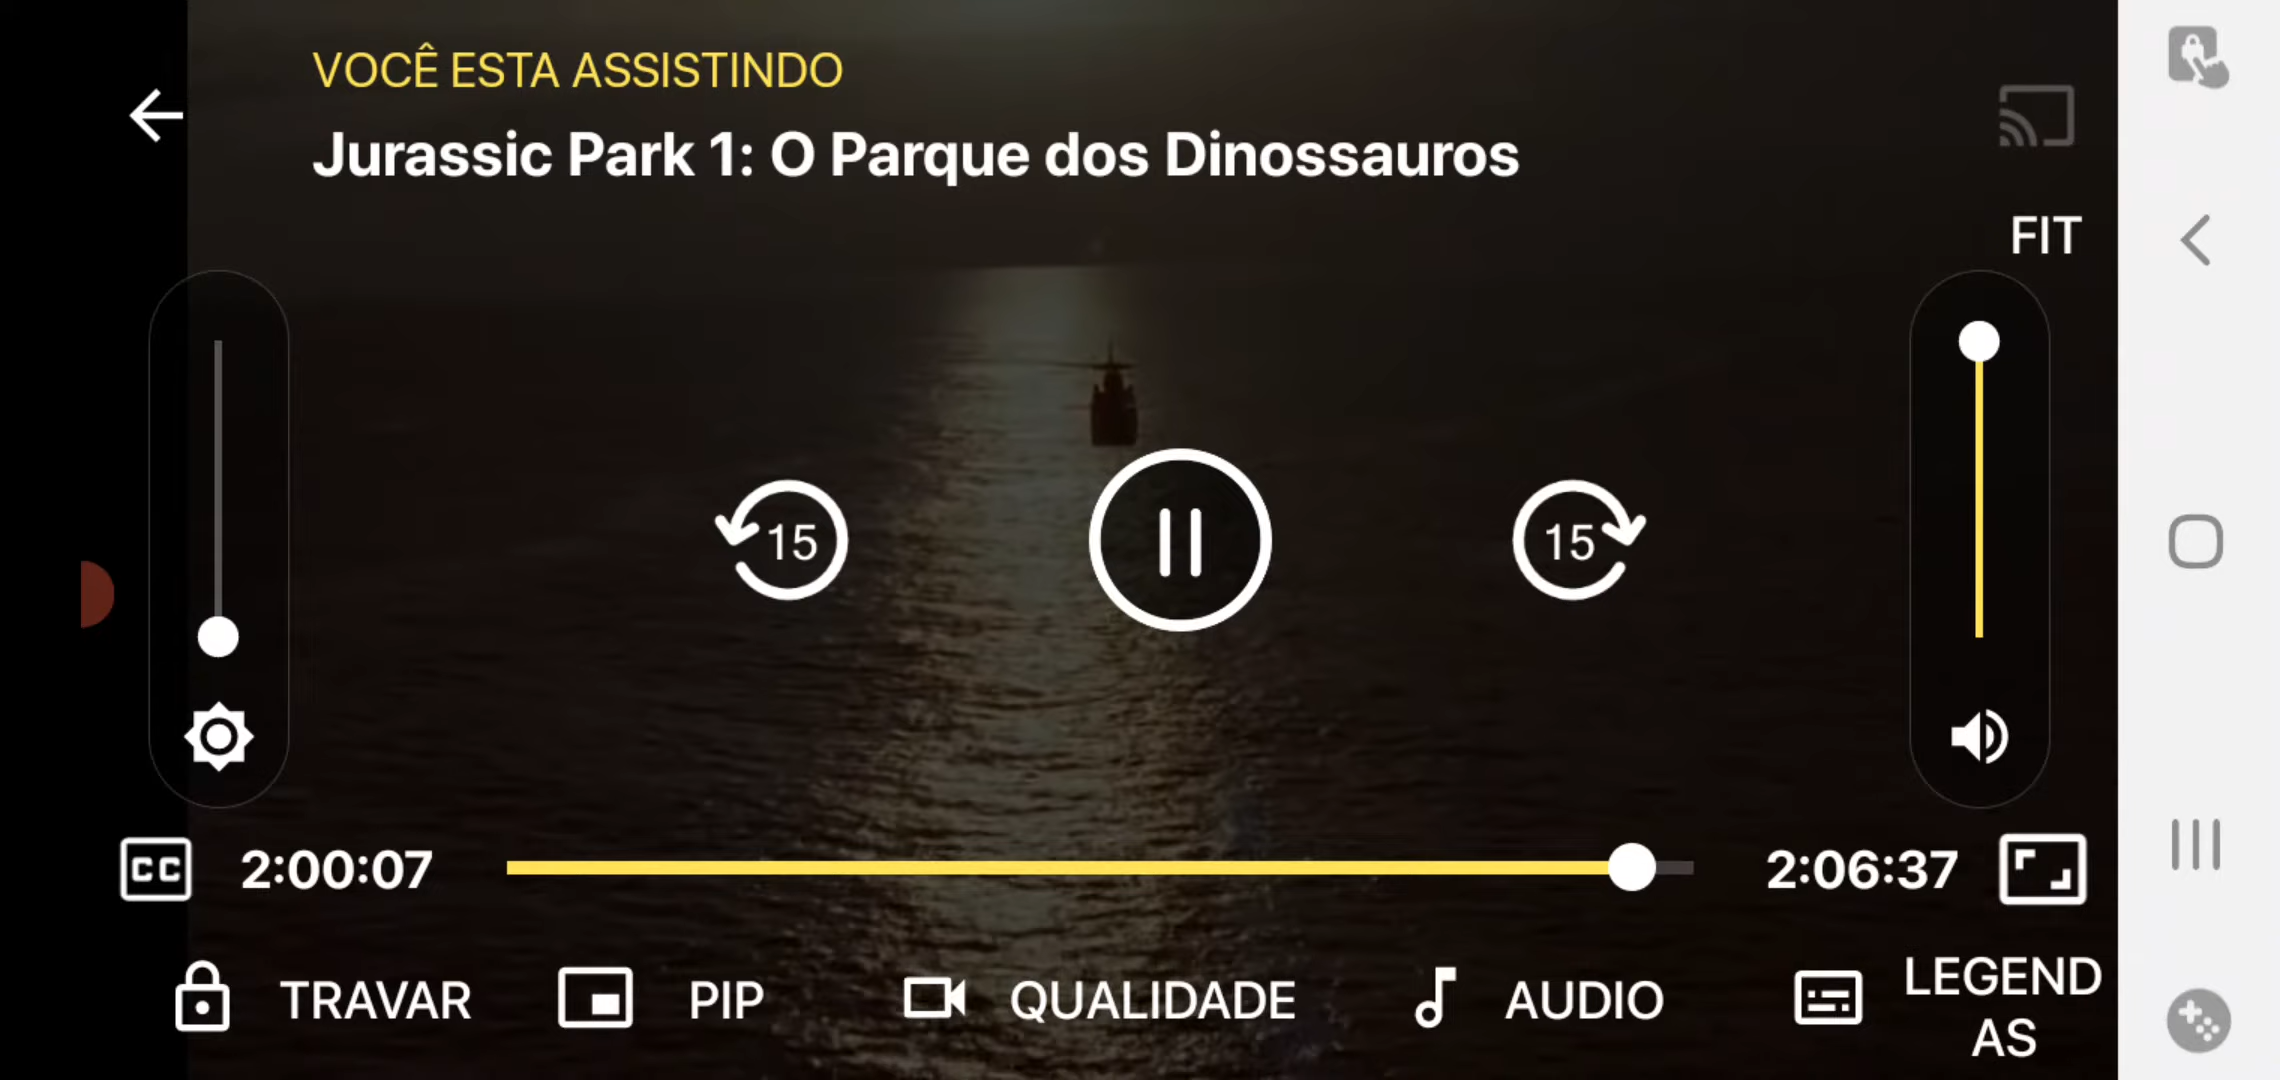 VOCÊ ESTA ASSISTINDO
Jurassic Park 1: O Parque dos Dinossauros
FIT
15
15
CC
2:00:07
2:06:37
TRAVAR
PIP
QUALIDADE
AUDIO
LEGEND
AS